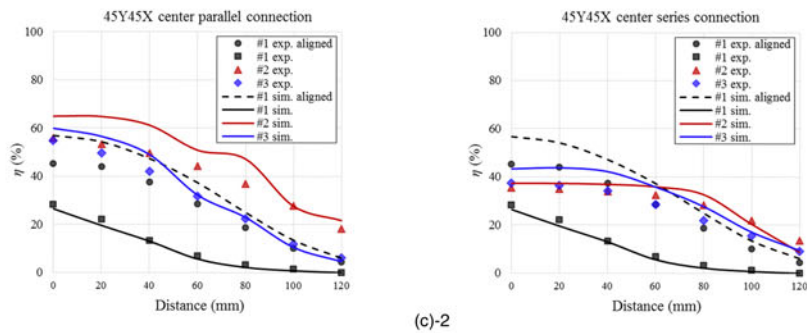 45Y45X center parallel connection
100
80
60
40
20
0
η (%)
#1 exp. aligned
#1 exp.
#2 exp.
#3 exp.
#1 sim. aligned
#1 sim.
#2 sim.
#3 sim.
0 20 40 60 80 100 120
Distance (mm)
45Y45X center series connection
100
80
60
40
20
0
η (%)
#1 exp. aligned
#1 exp.
#2 exp.
#3 exp.
#1 sim. aligned
#1 sim.
#2 sim.
#3 sim.
0 20 40 60 80 100 120
Distance (mm)
(c)-2